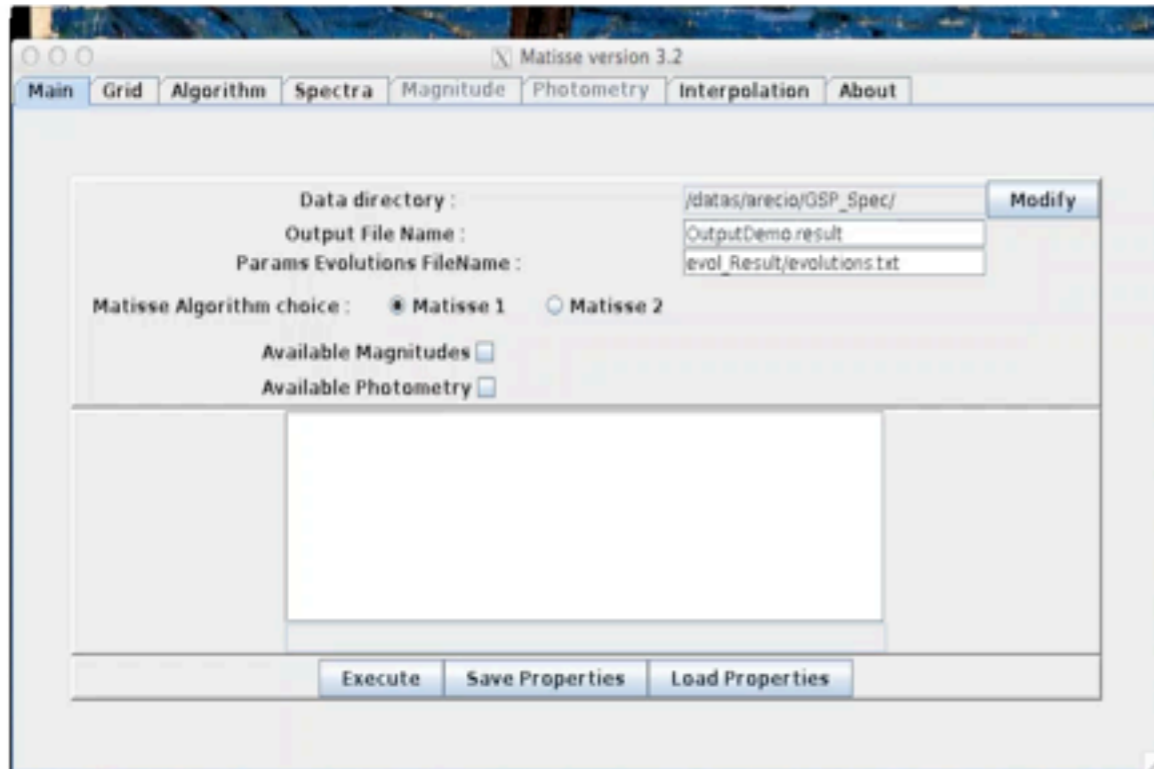 Matisse version 3.2
Main Grid Algorithm Spectra Magnitude Photometry Interpolation About
Data directory : /datas/arecio/GSP_Spec/ Modify
Output File Name : OutputDemo.result
Params Evolutions FileName : evol_Result/evolutions.txt
Matisse Algorithm choice : Matisse 1 Matisse 2
Available Magnitudes
Available Photometry
Execute Save Properties Load Properties